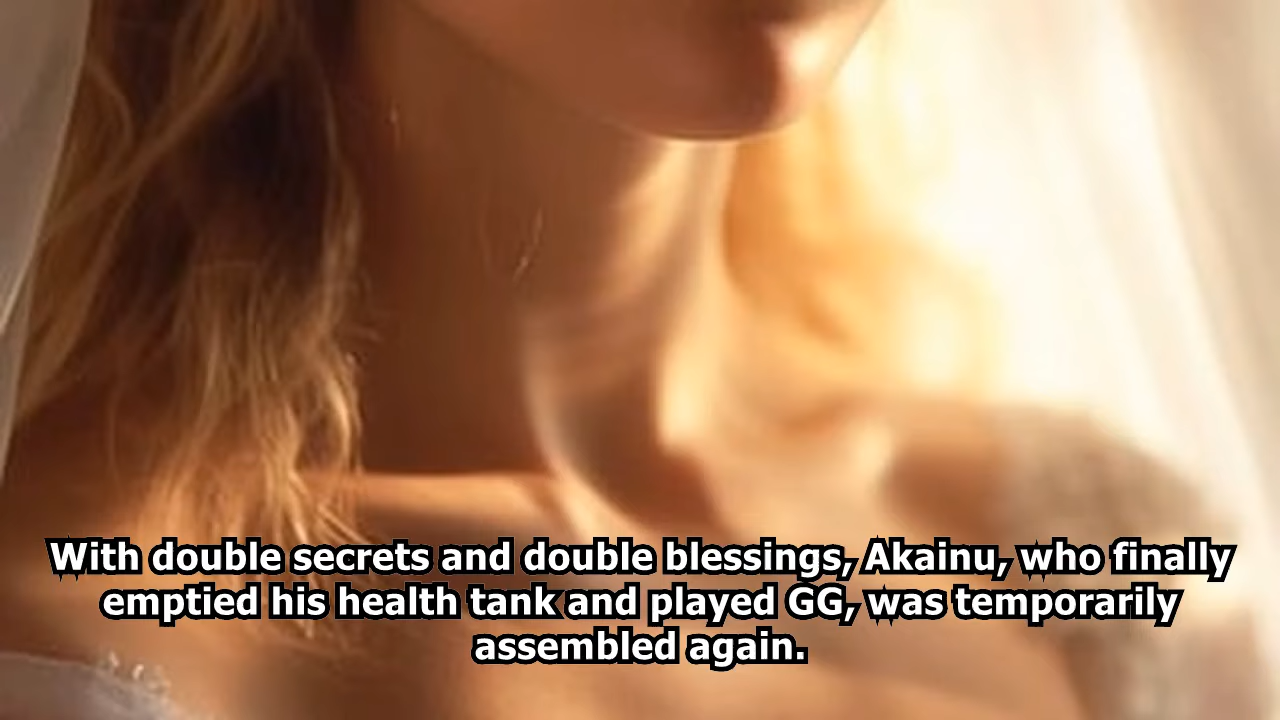 With double secrets and double blessings, Akainu, who finally
emptied his health tank and played GG, was temporarily
assembled again.